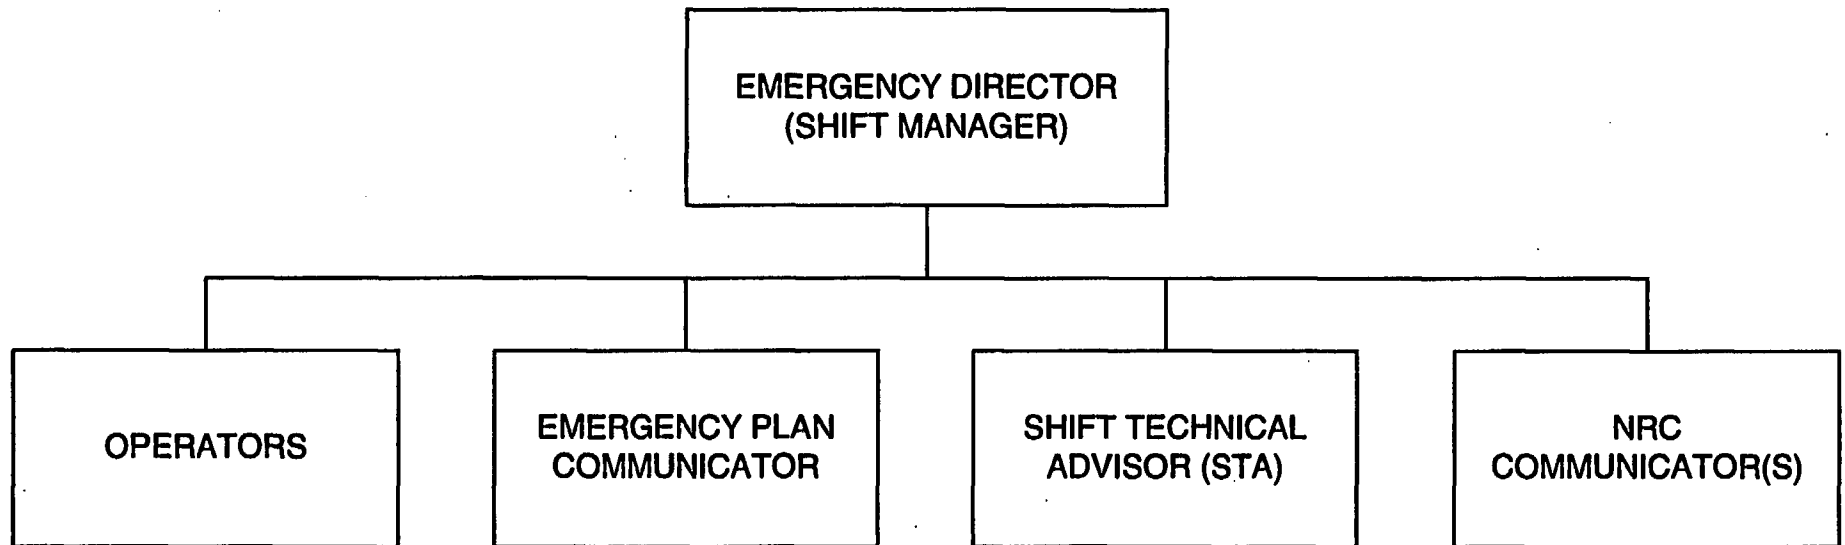 EMERGENCY DIRECTOR
(SHIFT MANAGER)
OPERATORS
EMERGENCY PLAN
COMMUNICATOR
SHIFT TECHNICAL
ADVISOR (STA)
NRC
COMMUNICATOR(S)